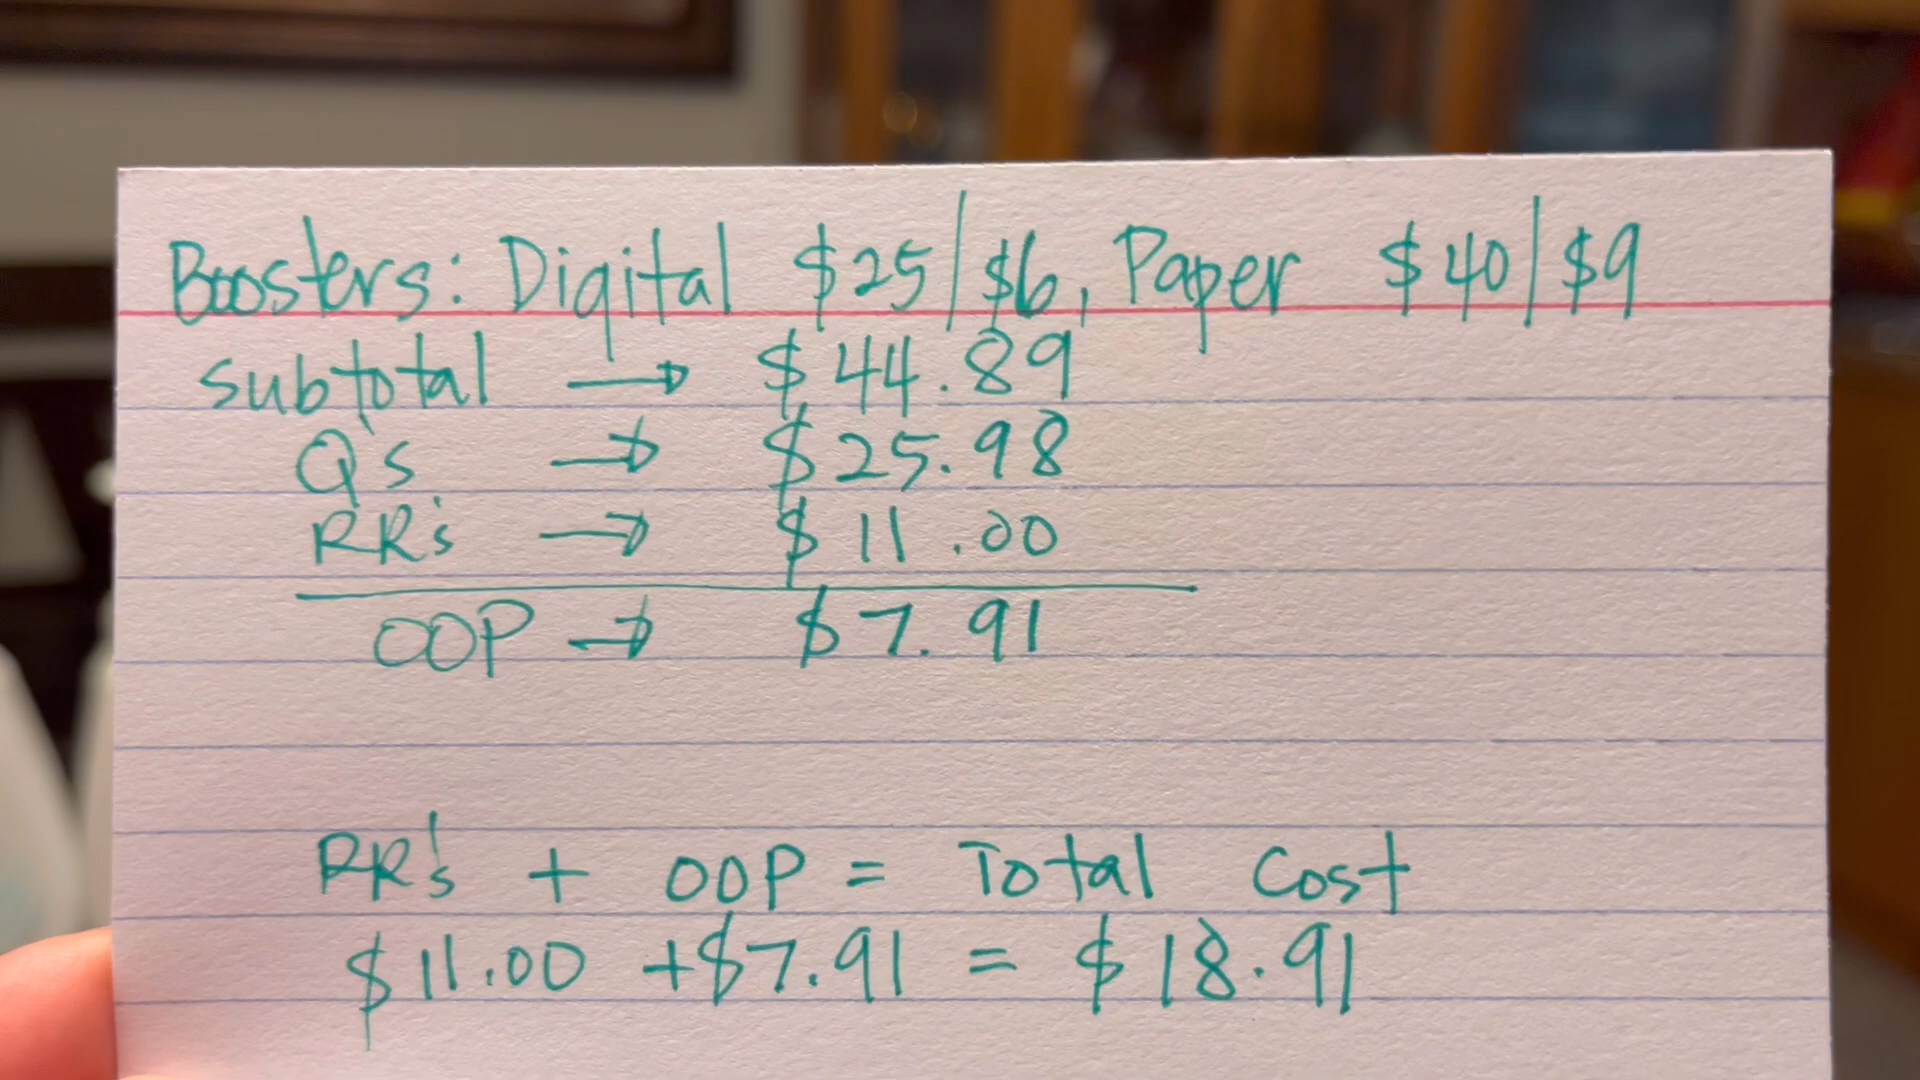 Boosters: Digital $25/$6, Paper $40/$9
Subtotal → $44.89
Q's → $25.98
RR's → $11.00
OOP → $7.91
RR's + OOP = Total Cost
$11.00 + $7.91 = $18.91